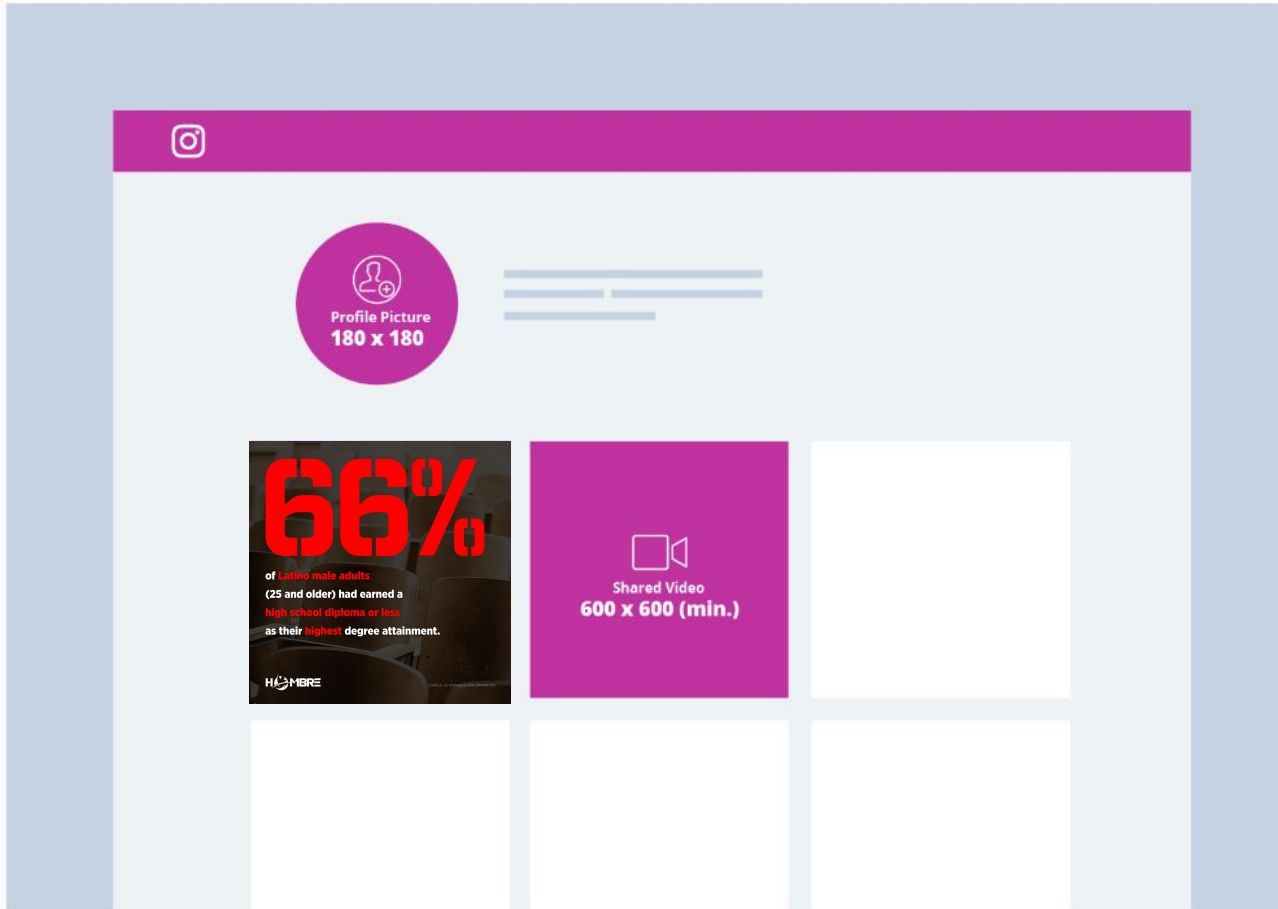 Profile Picture
180 x 180
66%
of Latino male adults
(25 and older) had earned a
high school diploma or less
as their highest degree attainment.
HOMBRE
Shared Video
600 x 600 (min.)